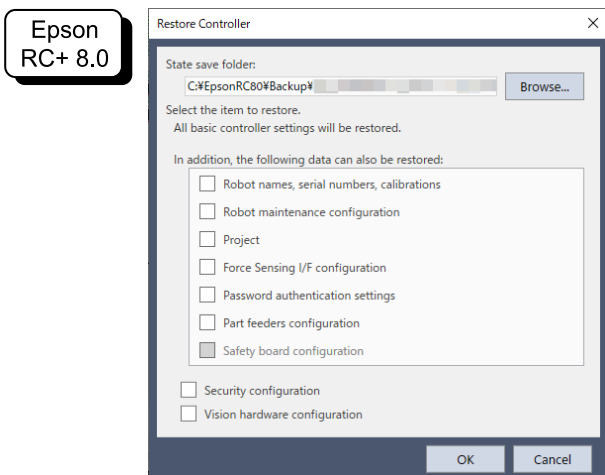 Epson
RC+ 8.0
Restore Controller
State save folder:
C:¥EpsonRC80¥Backup¥
Browse...
Select the item to restore.
All basic controller settings will be restored.
In addition, the following data can also be restored:
Robot names, serial numbers, calibrations
Robot maintenance configuration
Project
Force Sensing I/F configuration
Password authentication settings
Part feeders configuration
Safety board configuration
Security configuration
Vision hardware configuration
OK
Cancel